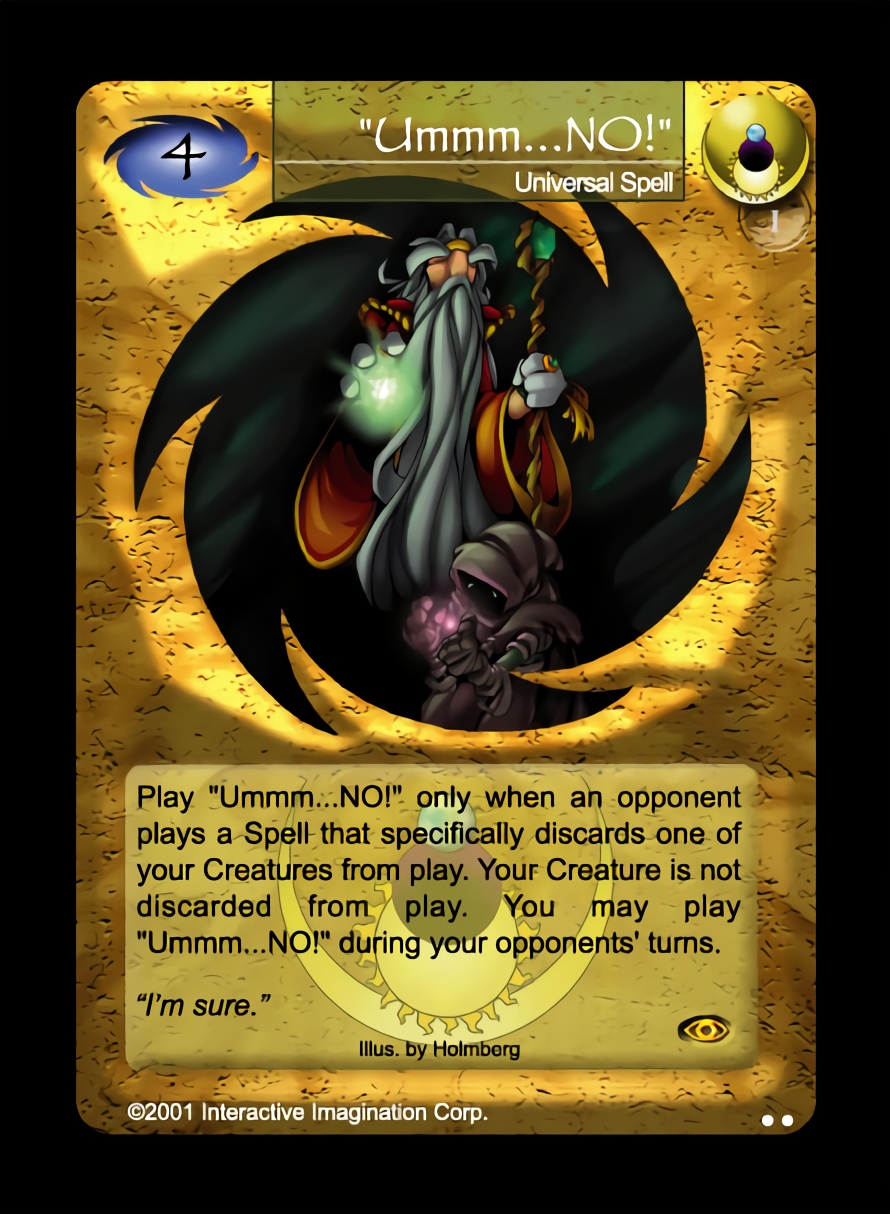 4
"Ummm...NO!"
Universal Spell
I
Play "Ummm...NO!" only when an opponent
plays a Spell that specifically discards one of
your Creatures from play. Your Creature is not
discarded from play. You may play
"Ummm...NO!" during your opponents' turns.
“I’m sure.”
Illus. by Holmberg
©2001 Interactive Imagination Corp.